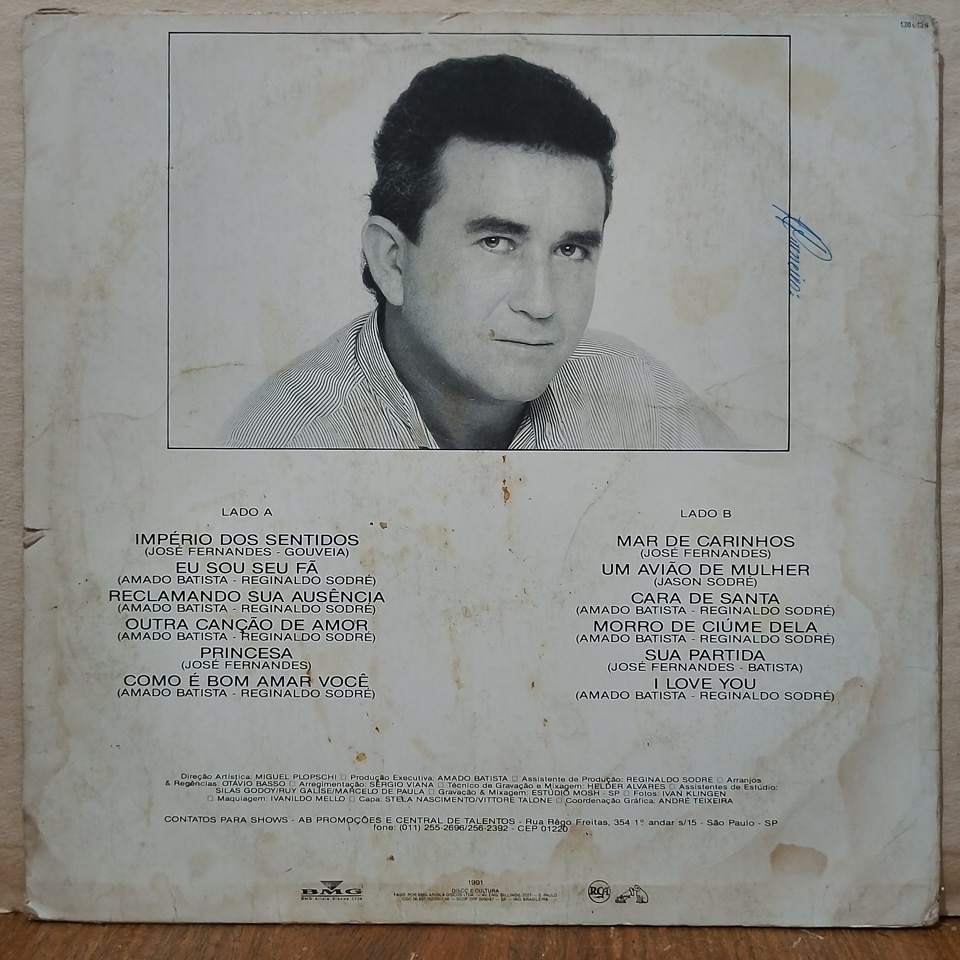 LADO A
IMPÉRIO DOS SENTIDOS
(JOSÉ FERNANDES - GOUVEIA)
EU SOU SEU FÃ
(AMADO BATISTA - REGINALDO SODRÉ)
RECLAMANDO SUA AUSÊNCIA
(AMADO BATISTA - REGINALDO SODRÉ)
OUTRA CANÇÃO DE AMOR
(AMADO BATISTA - REGINALDO SODRÉ)
PRINCESA
(JOSÉ FERNANDES)
COMO É BOM AMAR VOCÊ
(AMADO BATISTA - REGINALDO SODRÉ)
LADO B
MAR DE CARINHOS
(JOSÉ FERNANDES)
UM AVIÃO DE MULHER
(JASON SODRÉ)
CARA DE SANTA
(AMADO BATISTA - REGINALDO SODRÉ)
MORRO DE CIÚME DELA
(AMADO BATISTA - REGINALDO SODRÉ)
SUA PARTIDA
(JOSÉ FERNANDES - BATISTA)
I LOVE YOU
(AMADO BATISTA - REGINALDO SODRÉ)
Direção Artística: MIGUEL PLOPSCHI □ Produção Executiva: AMADO BATISTA □ Assistente de Produção: REGINALDO SODRÉ □ Arranjos
& Regências: OTÁVIO BASSO □ Arregimentação: SÉRGIO VIANA □ Técnico de Gravação e Mixagem: HELDER ALVARES □ Assistentes de Estúdio:
SILAS GODOY/RUY GALISE/MARCELO DE PAULA □ Gravação & Mixagem: ESTÚDIO MOSH - SP □ Fotos: IVAN KLINGEN
□ Maquiagem: IVANILDO MELLO □ Capa: STELA NASCIMENTO/VITTORE TALONE □ Coordenação Gráfica: ANDRÉ TEIXEIRA
CONTATOS PARA SHOWS - AB PROMOÇÕES E CENTRAL DE TALENTOS - Rua Rêgo Freitas, 354 1º andar s/15 - São Paulo - SP
fone: (011) 255-2696/256-2392 - CEP 01220
BMG
BMG Ariola Discos Ltda
1991
DISCO É CULTURA
RCA